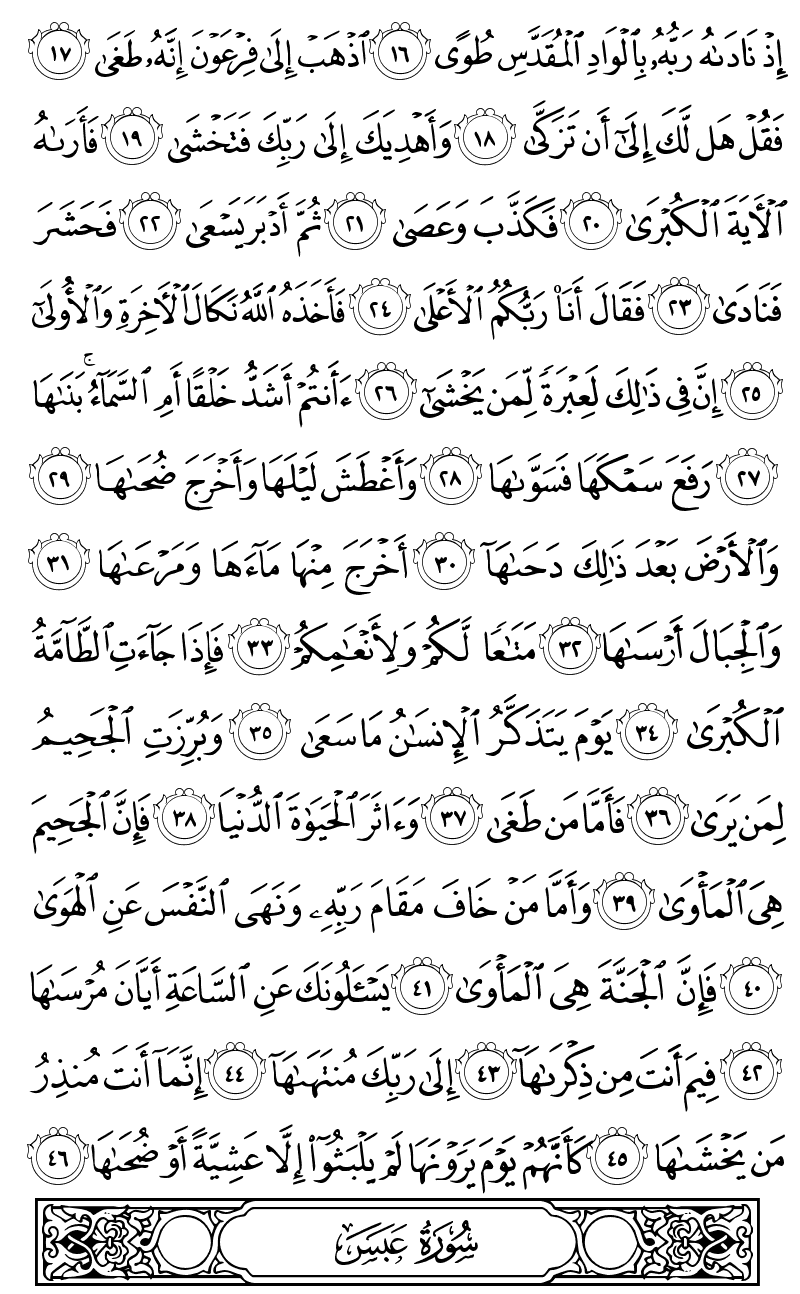 إِذْ نَادَىٰهُ رَبُّهُۥ بِٱلْوَادِ ٱلْمُقَدَّسِ طُوًى ١٦ ٱذْهَبْ إِلَىٰ فِرْعَوْنَ إِنَّهُۥ طَغَىٰ ١٧
فَقُلْ هَل لَّكَ إِلَىٰٓ أَن تَزَكَّىٰ ١٨ وَأَهْدِيَكَ إِلَىٰ رَبِّكَ فَتَخْشَىٰ ١٩ فَأَرَىٰهُ
ٱلْءَايَةَ ٱلْكُبْرَىٰ ٢٠ فَكَذَّبَ وَعَصَىٰ ٢١ ثُمَّ أَدْبَرَ يَسْعَىٰ ٢٢ فَحَشَرَ
فَنَادَىٰ ٢٣ فَقَالَ أَنَا۠ رَبُّكُمُ ٱلْأَعْلَىٰ ٢٤ فَأَخَذَهُ ٱللَّهُ نَكَالَ ٱلْءَاخِرَةِ وَٱلْأُولَىٰٓ
٢٥ إِنَّ فِى ذَٰلِكَ لَعِبْرَةً لِّمَن يَخْشَىٰٓ ٢٦ ءَأَنتُمْ أَشَدُّ خَلْقًا أَمِ ٱلسَّمَآءُ ۚ بَنَىٰهَا
٢٧ رَفَعَ سَمْكَهَا فَسَوَّىٰهَا ٢٨ وَأَغْطَشَ لَيْلَهَا وَأَخْرَجَ ضُحَىٰهَا ٢٩
وَٱلْأَرْضَ بَعْدَ ذَٰلِكَ دَحَىٰهَآ ٣٠ أَخْرَجَ مِنْهَا مَآءَهَا وَمَرْعَىٰهَا ٣١
وَٱلْجِبَالَ أَرْسَىٰهَا ٣٢ مَتَٰعًا لَّكُمْ وَلِأَنْعَٰمِكُمْ ٣٣ فَإِذَا جَآءَتِ ٱلطَّآمَّةُ
ٱلْكُبْرَىٰ ٣٤ يَوْمَ يَتَذَكَّرُ ٱلْإِنسَٰنُ مَا سَعَىٰ ٣٥ وَبُرِّزَتِ ٱلْجَحِيمُ
لِمَن يَرَىٰ ٣٦ فَأَمَّا مَن طَغَىٰ ٣٧ وَءَاثَرَ ٱلْحَيَوٰةَ ٱلدُّنْيَا ٣٨ فَإِنَّ ٱلْجَحِيمَ
هِىَ ٱلْمَأْوَىٰ ٣٩ وَأَمَّا مَنْ خَافَ مَقَامَ رَبِّهِۦ وَنَهَى ٱلنَّفْسَ عَنِ ٱلْهَوَىٰ
٤٠ فَإِنَّ ٱلْجَنَّةَ هِىَ ٱلْمَأْوَىٰ ٤١ يَسْـَٔلُونَكَ عَنِ ٱلسَّاعَةِ أَيَّانَ مُرْسَىٰهَا
٤٢ فِيمَ أَنتَ مِن ذِكْرَىٰهَآ ٤٣ إِلَىٰ رَبِّكَ مُنتَهَىٰهَآ ٤٤ إِنَّمَآ أَنتَ مُنذِرُ
مَن يَخْشَىٰهَا ٤٥ كَأَنَّهُمْ يَوْمَ يَرَوْنَهَا لَمْ يَلْبَثُوٓا۟ إِلَّا عَشِيَّةً أَوْ ضُحَىٰهَا ٤٦
سُورَةُ عَبَسَ